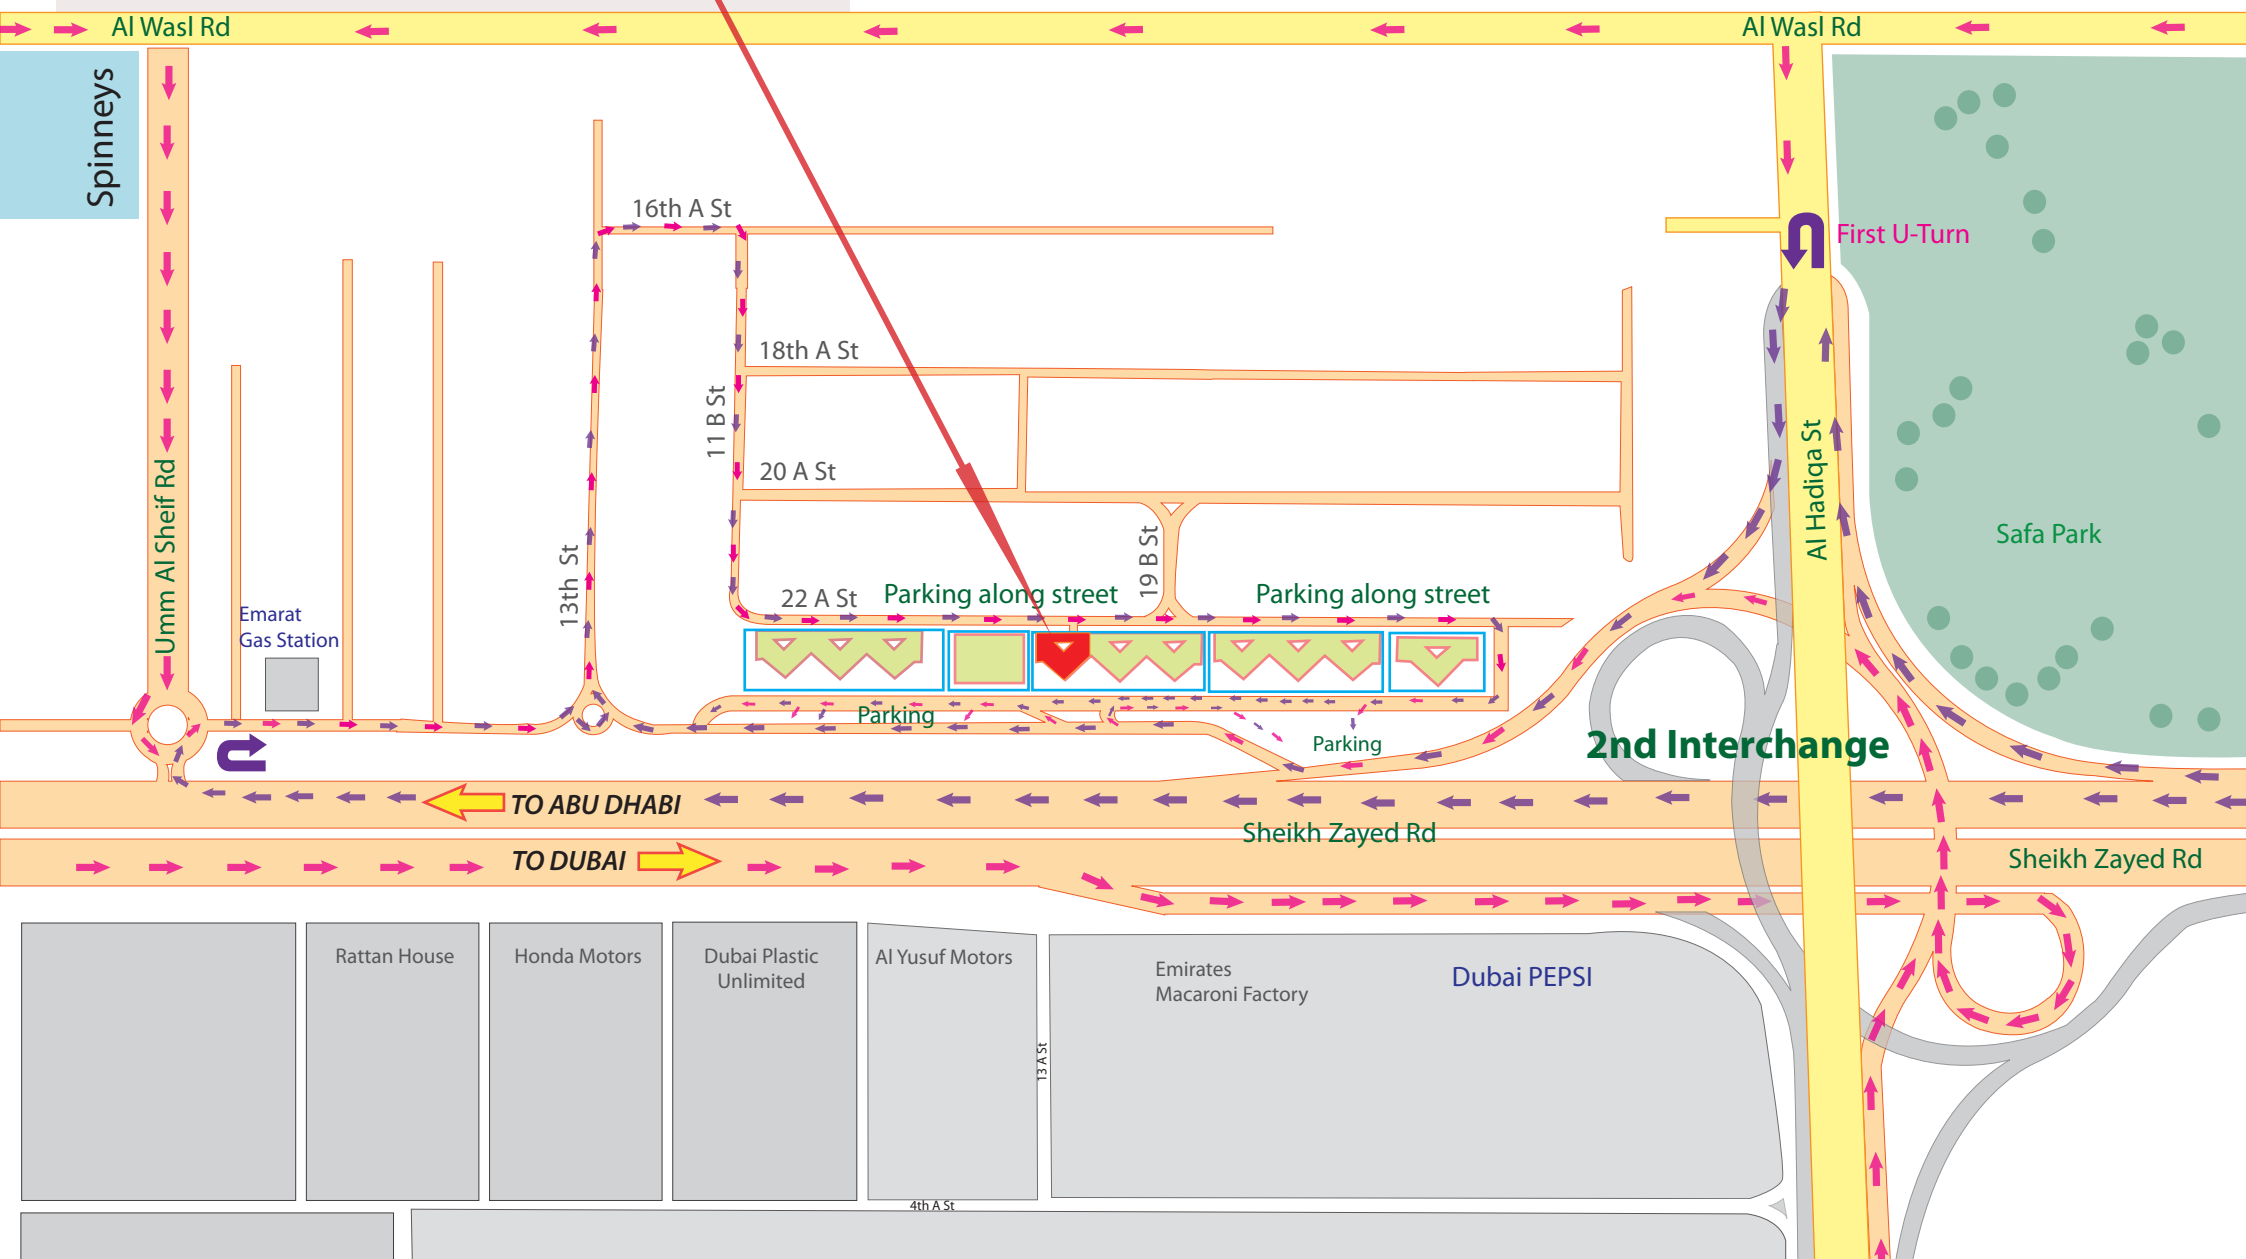 Al Wasl Rd
Al Wasl Rd
Spinneys
16th A St
First U-Turn
18th A St
11 B St
20 A St
Al Hadiqa St
Umm Al Sheif Rd
13th St
19 B St
Safa Park
Emarat
Gas Station
22 A St
Parking along street
Parking along street
Parking
Parking
2nd Interchange
TO ABU DHABI
Sheikh Zayed Rd
TO DUBAI
Sheikh Zayed Rd
Rattan House
Honda Motors
Dubai Plastic
Unlimited
Al Yusuf Motors
13 A St
Emirates
Macaroni Factory
Dubai PEPSI
4th A St